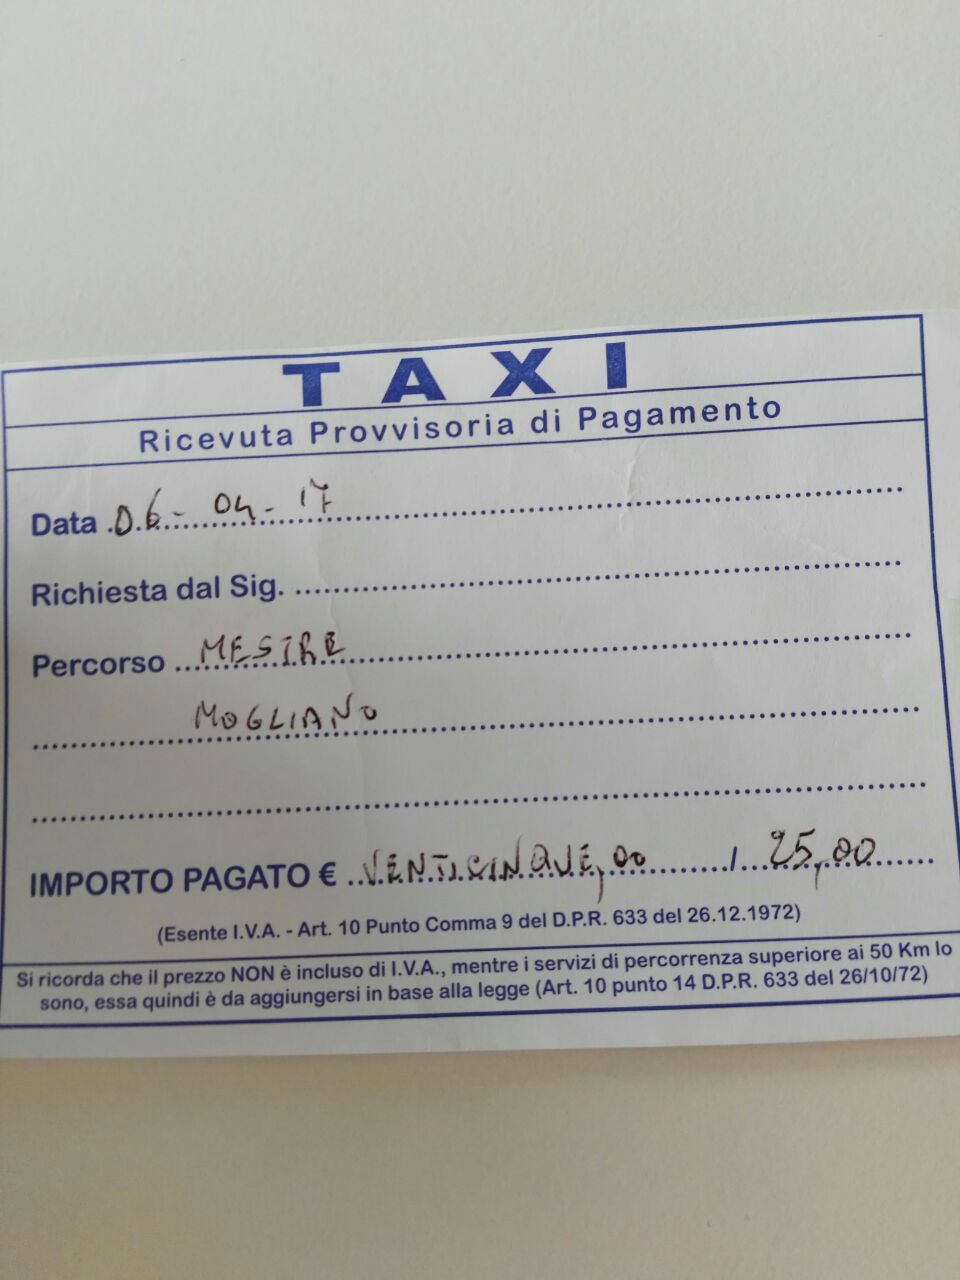 TAXI
Ricevuta Provvisoria di Pagamento
Data 06-04-17
Richiesta dal Sig.
Percorso MESTRE
MOGLIANO
IMPORTO PAGATO € VENTICINQUE,00 / 25,00
(Esente I.V.A. - Art. 10 Punto Comma 9 del D.P.R. 633 del 26.12.1972)
Si ricorda che il prezzo NON è incluso di I.V.A., mentre i servizi di percorrenza superiore ai 50 Km lo
sono, essa quindi è da aggiungersi in base alla legge (Art. 10 punto 14 D.P.R. 633 del 26/10/72)